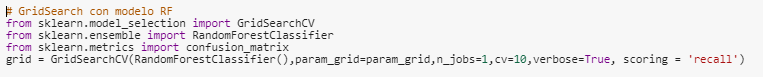 # GridSearch con modelo RF
from sklearn.model_selection import GridSearchCV
from sklearn.ensemble import RandomForestClassifier
from sklearn.metrics import confusion_matrix
grid = GridSearchCV(RandomForestClassifier(),param_grid=param_grid,n_jobs=1,cv=10,verbose=True, scoring = 'recall')